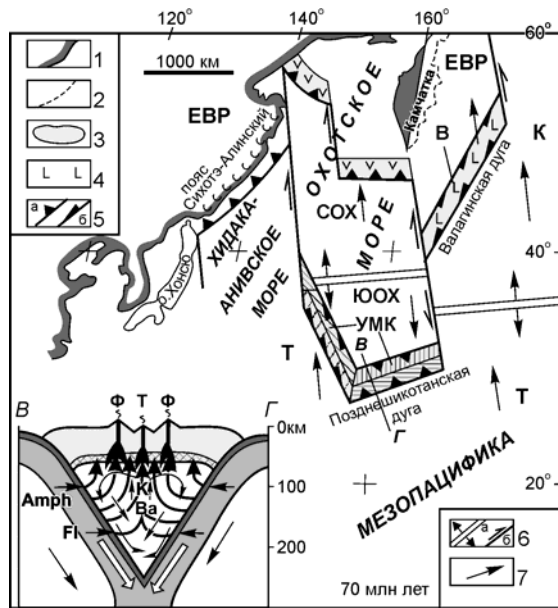 120° 140° 160°
60°
1
2
3
4
а б 5
1000 км
ЕВР
ЕВР
пояс
Сихотэ-Алинский
ОХОТСКОЕ
МОРЕ
Камчатка
В
К
Валагинская дуга
Т
СОХ
40°
о.Хонсю
ХИДАКА-
АНИВСКОЕ
МОРЕ
ЮОХ
УМК
В
Т
Г
Т
Позднешикотанская
дуга
МЕЗОПАЦИФИКА
20°
В Г
Ф Т Ф
0км
К
Amph
100
Ba
Fl
200
70 млн лет
а б 6
7